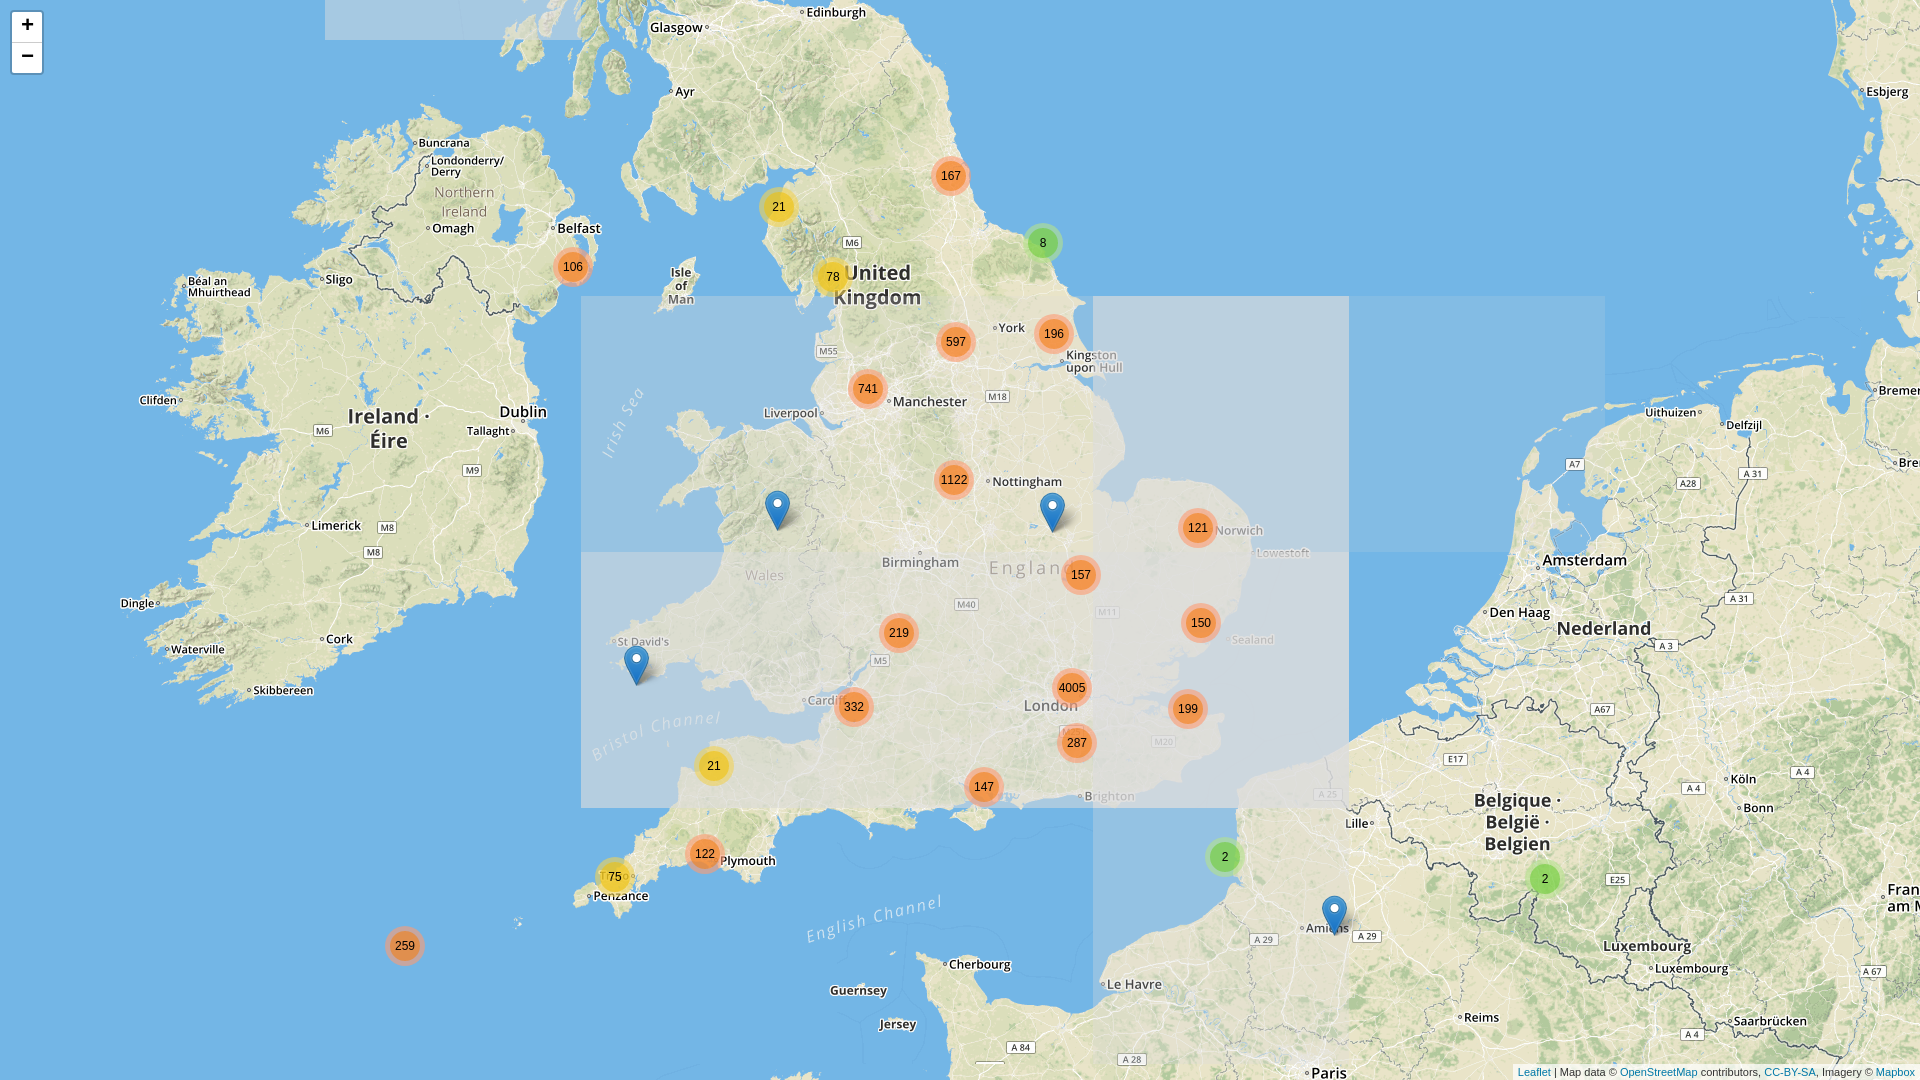 +
−
Edinburgh
Glasgow
Ayr
Esbjerg
Buncrana
Londonderry/
Derry
Northern
Ireland
Omagh
Belfast
167
21
8
M6
106
78
United
Kingdom
Isle
of
Man
Sligo
Béal an
Mhuirthead
York
196
597
M55
Kingston
upon Hull
741
Manchester
M18
Liverpool
Clifden
Ireland ·
Éire
Dublin
Tallaght
M6
M9
Irish Sea
Uithuizen
Delfzijl
A7
A 31
A28
1122
Nottingham
Limerick
M8
M8
121
Norwich
Lowestoft
Birmingham
Wales
157
Amsterdam
Dingle
M40
M11
A 31
Den Haag
Nederland
Cork
Waterville
St David's
219
150
Sealand
A 3
M5
Skibbereen
4005
London
332
199
A67
Bristol Channel
287
M20
E17
21
147
Brighton
A 25
Köln
A 4
A 4
Bonn
Belgique ·
België ·
Belgien
Lille
122
Plymouth
75
Penzance
2
2
E25
English Channel
Amiens
A 29
A 29
259
Luxembourg
Luxembourg
A 67
Cherbourg
Guernsey
Le Havre
Jersey
Reims
Saarbrücken
A 4
A 84
A 28
Paris
Leaflet | Map data © OpenStreetMap contributors, CC-BY-SA, Imagery © Mapbox